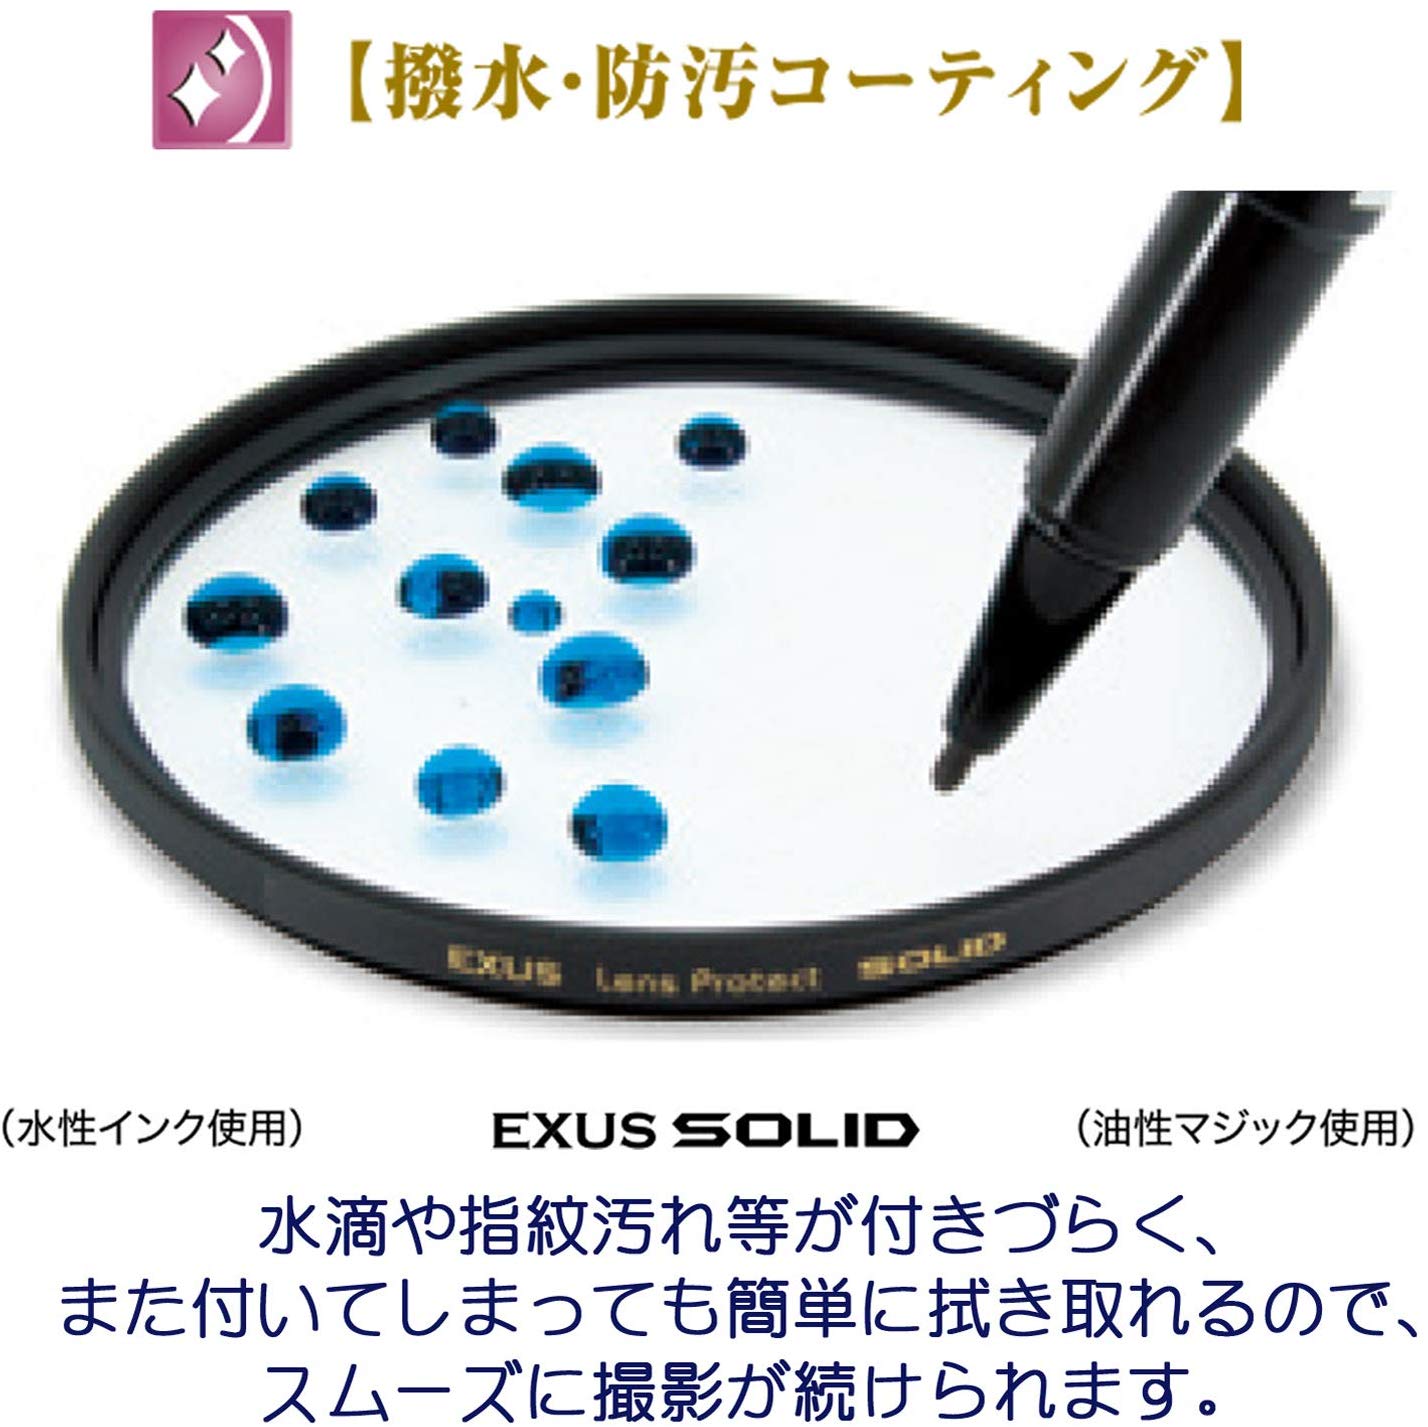 【撥水・防汚コーティング】
EXUS Lens Protect SOLID
（水性インク使用） EXUS SOLID （油性マジック使用）
水滴や指紋汚れ等が付きづらく、
また付いてしまっても簡単に拭き取れるので、
スムーズに撮影が続けられます。